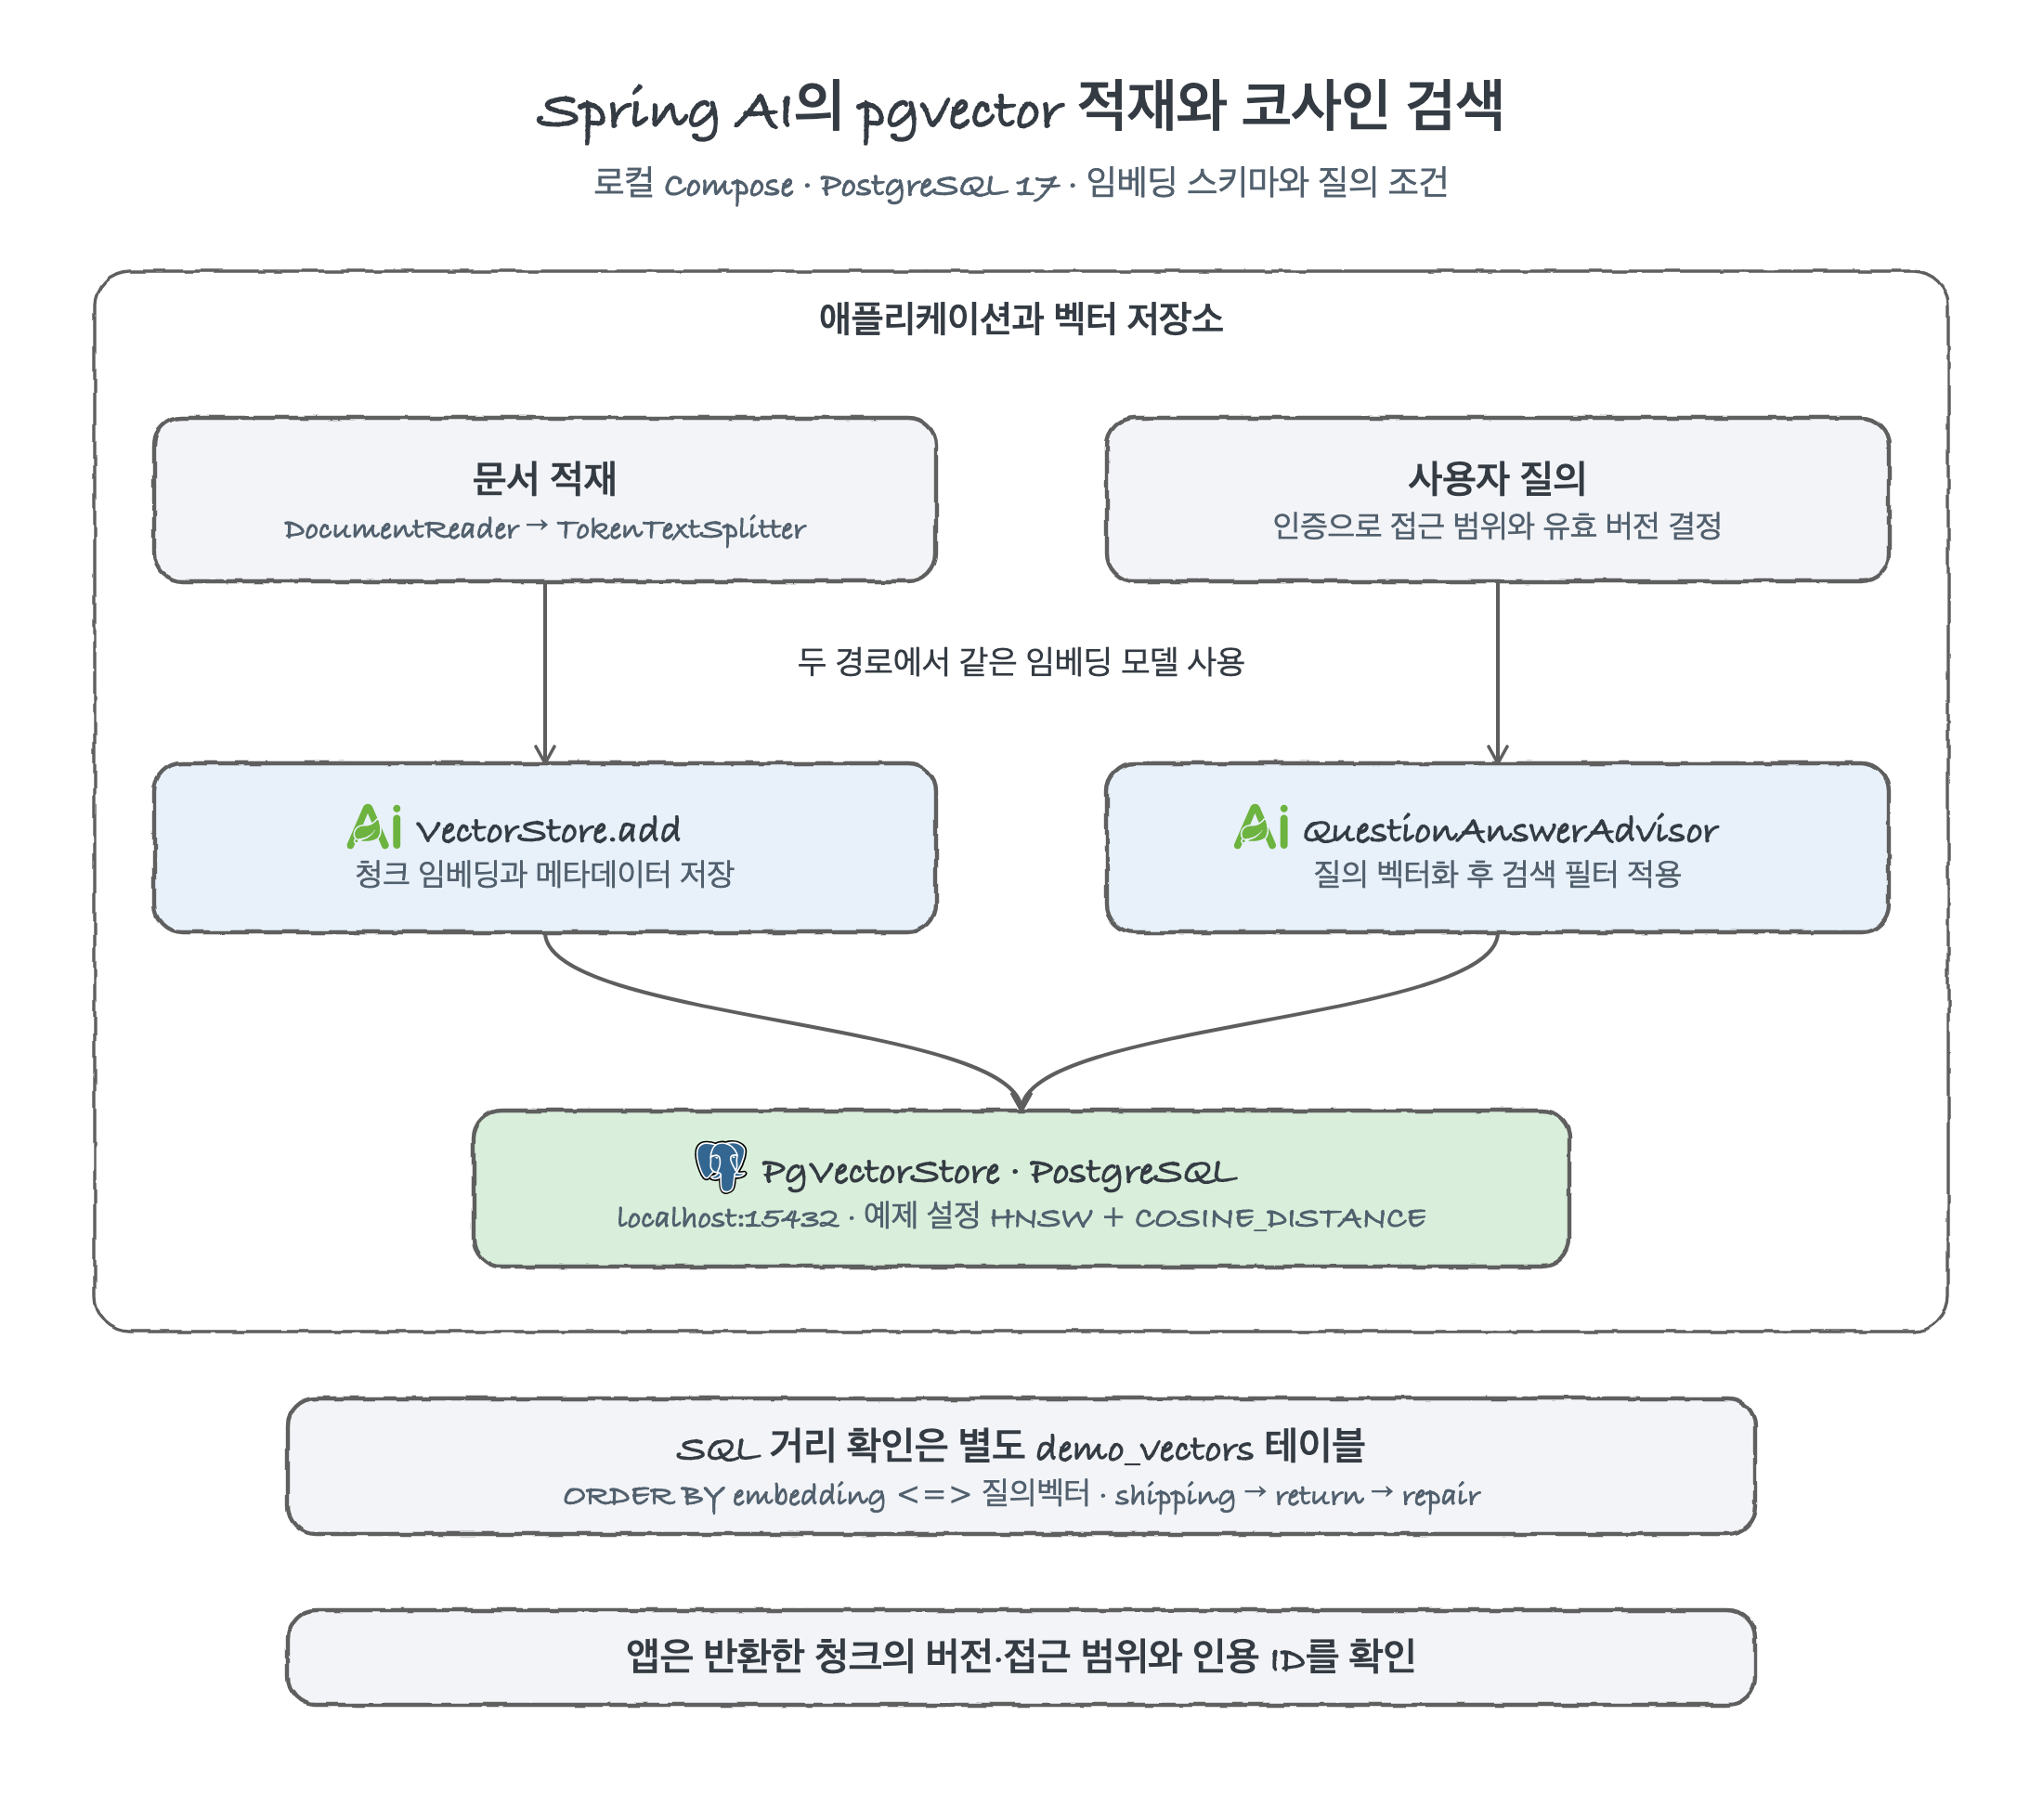 Spring AI의 pgvector 적재와 코사인 검색
로컬 Compose · PostgreSQL 17 · 임베딩 스키마와 질의 조건
애플리케이션과 벡터 저장소
문서 적재
DocumentReader → TokenTextSplitter
사용자 질의
인증으로 접근 범위와 유효 버전 결정
두 경로에서 같은 임베딩 모델 사용
Ai VectorStore.add
청크 임베딩과 메타데이터 저장
Ai QuestionAnswerAdvisor
질의 벡터화 후 검색 필터 적용
PgVectorStore · PostgreSQL
localhost:15432 · 예제 설정 HNSW + COSINE_DISTANCE
SQL 거리 확인은 별도 demo_vectors 테이블
ORDER BY embedding <=> 질의벡터 · shipping → return → repair
앱은 반환한 청크의 버전·접근 범위와 인용 ID를 확인